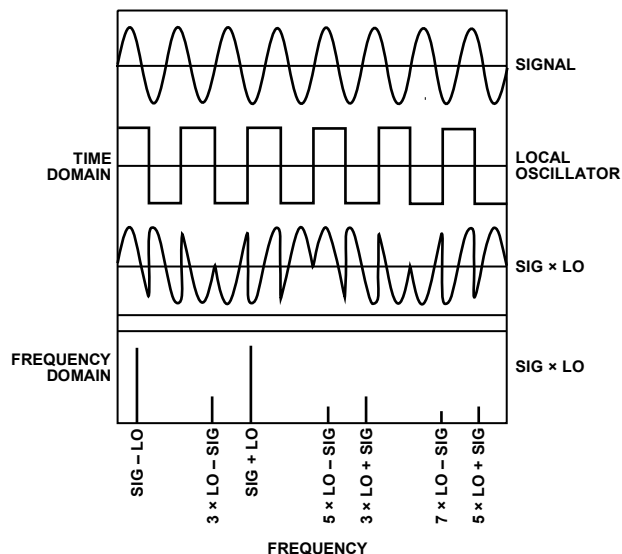 SIGNAL
TIME
DOMAIN
LOCAL
OSCILLATOR
SIG × LO
FREQUENCY
DOMAIN
SIG × LO
SIG – LO
3 × LO – SIG
SIG + LO
5 × LO – SIG
3 × LO + SIG
7 × LO – SIG
5 × LO + SIG
FREQUENCY